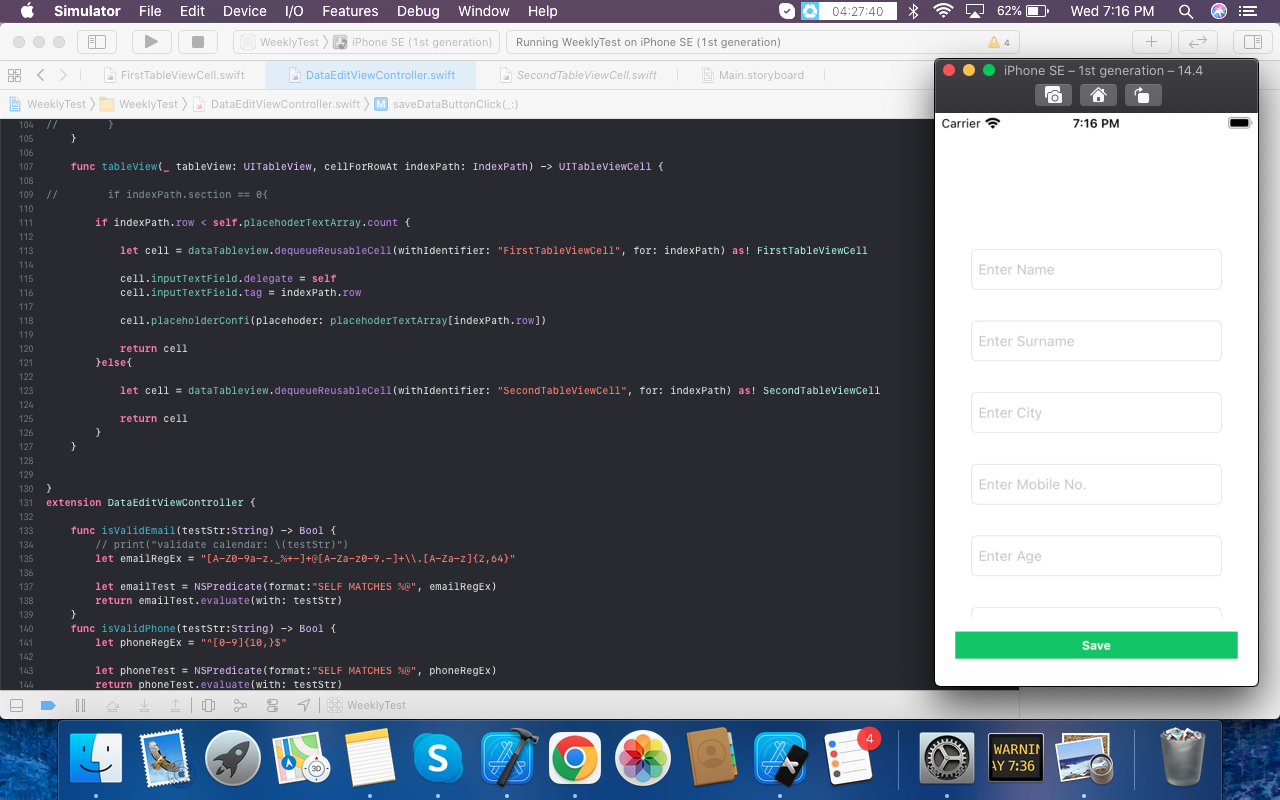 Simulator File Edit Device I/O Features Debug Window Help 04:27:40 62% Wed 7:16 PM
WeeklyTest iPhone SE (1st generation) Running WeeklyTest on iPhone SE (1st generation) 4
FirstTableViewCell.swift DataEditViewController.swift SecondTableViewCell.swift Main.storyboard
WeeklyTest WeeklyTest DataEditViewController.swift M saveDataButtonClick(_:)
104 // }
105 }
106
107 func tableView(_ tableView: UITableView, cellForRowAt indexPath: IndexPath) -> UITableViewCell {
108
109 // if indexPath.section == 0{
110
111 if indexPath.row < self.placehoderTextArray.count {
112
113 let cell = dataTableview.dequeueReusableCell(withIdentifier: "FirstTableViewCell", for: indexPath) as! FirstTableViewCell
114
115 cell.inputTextField.delegate = self
116 cell.inputTextField.tag = indexPath.row
117
118 cell.placeholderConfi(placehoder: placehoderTextArray[indexPath.row])
119
120 return cell
121 }else{
122
123 let cell = dataTableview.dequeueReusableCell(withIdentifier: "SecondTableViewCell", for: indexPath) as! SecondTableViewCell
124
125 return cell
126 }
127 }
128
129
130 }
131 extension DataEditViewController {
132
133 func isValidEmail(testStr:String) -> Bool {
134 // print("validate calendar: \(testStr)")
135 let emailRegEx = "[A-Z0-9a-z._%+-]+@[A-Za-z0-9.-]+\\.[A-Za-z]{2,64}"
136
137 let emailTest = NSPredicate(format:"SELF MATCHES %@", emailRegEx)
138 return emailTest.evaluate(with: testStr)
139 }
140 func isValidPhone(testStr:String) -> Bool {
141 let phoneRegEx = "^[0-9]{10,}$"
142
143 let phoneTest = NSPredicate(format:"SELF MATCHES %@", phoneRegEx)
144 return phoneTest.evaluate(with: testStr)
WeeklyTest
iPhone SE – 1st generation – 14.4
Carrier 7:16 PM
Enter Name
Enter Surname
Enter City
Enter Mobile No.
Enter Age
Save
3D
S
4
WARNIN
AY 7:36